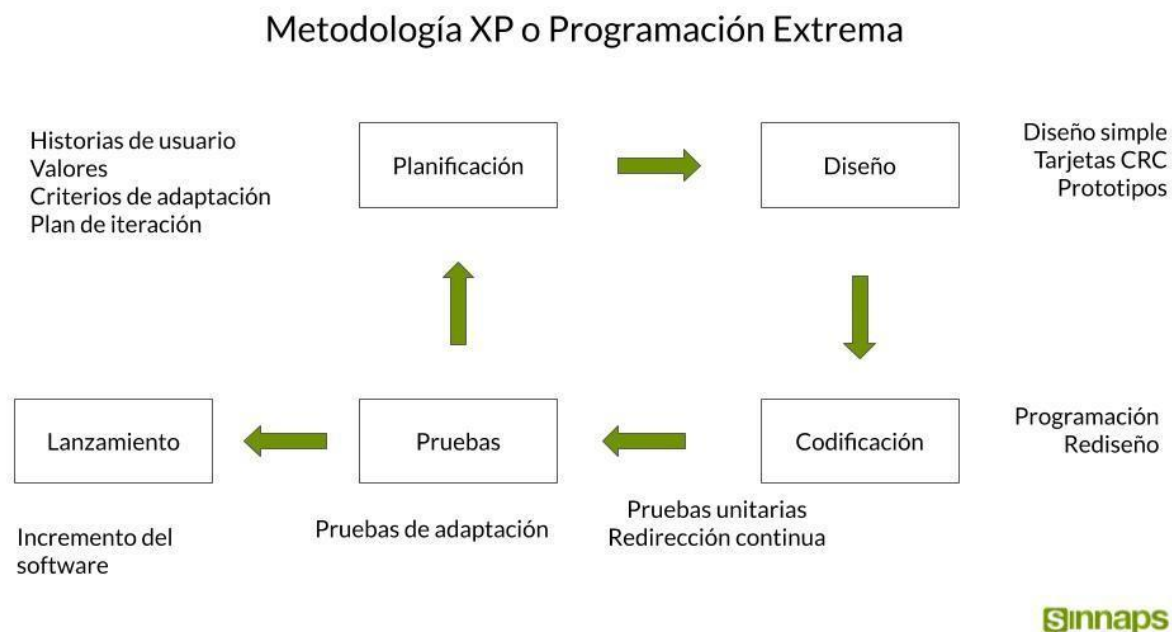 Metodología XP o Programación Extrema
Historias de usuario
Valores
Criterios de adaptación
Plan de iteración
Planificación
Diseño
Diseño simple
Tarjetas CRC
Prototipos
Lanzamiento
Pruebas
Codificación
Programación
Rediseño
Incremento del
software
Pruebas de adaptación
Pruebas unitarias
Redirección continua
sınnaps